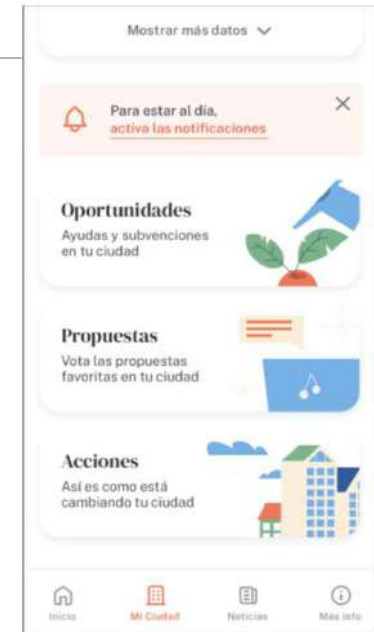 Mostrar más datos
Para estar al día,
activa las notificaciones
Oportunidades
Ayudas y subvenciones
en tu ciudad
Propuestas
Vota las propuestas
favoritas en tu ciudad
Acciones
Así es como está
cambiando tu ciudad
Inicio
Mi Ciudad
Noticias
Más info